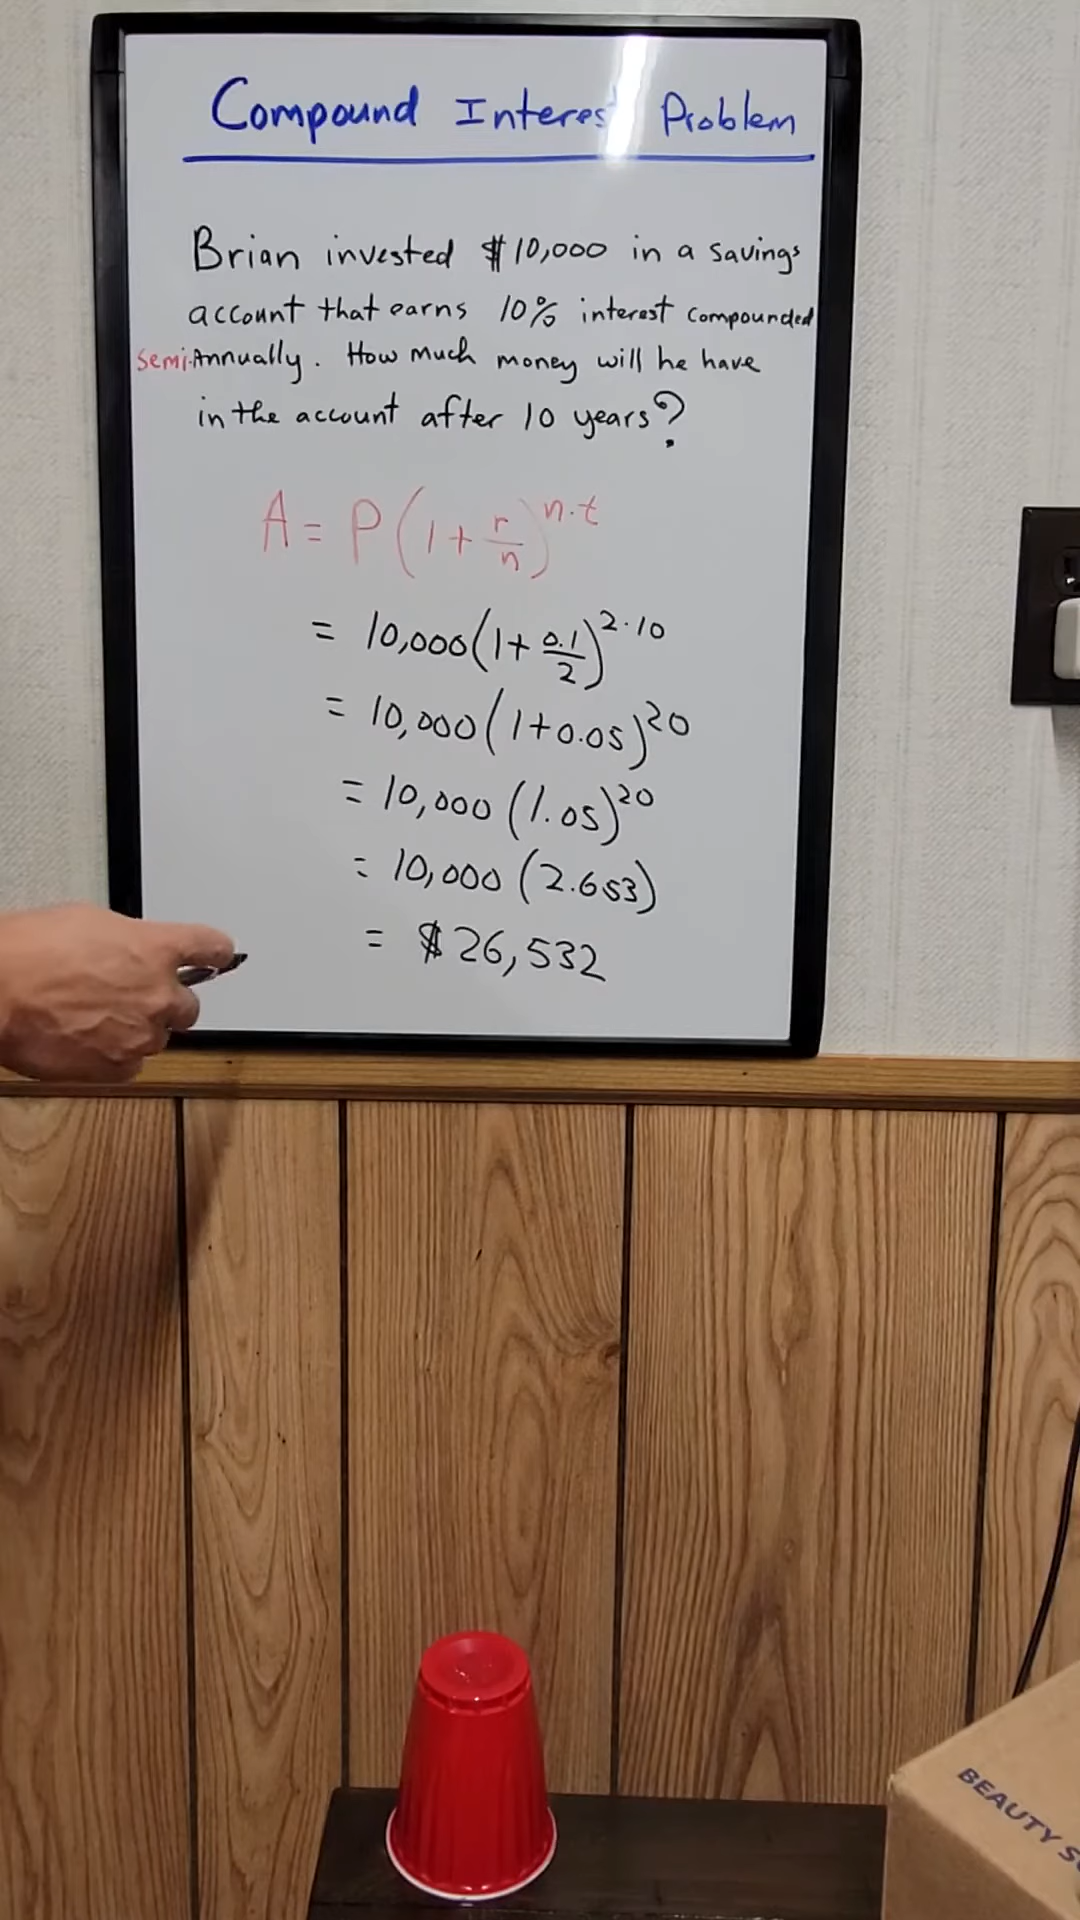 Compound Interest Problem
Brian invested $10,000 in a savings
account that earns 10% interest compounded
Semi-Annually. How much money will he have
in the account after 10 years?
A = P(1 + r/n)^n·t
= 10,000(1 + 0.1/2)^2·10
= 10,000(1+0.05)^20
= 10,000(1.05)^20
= 10,000(2.653)
= $26,532
BEAUTY